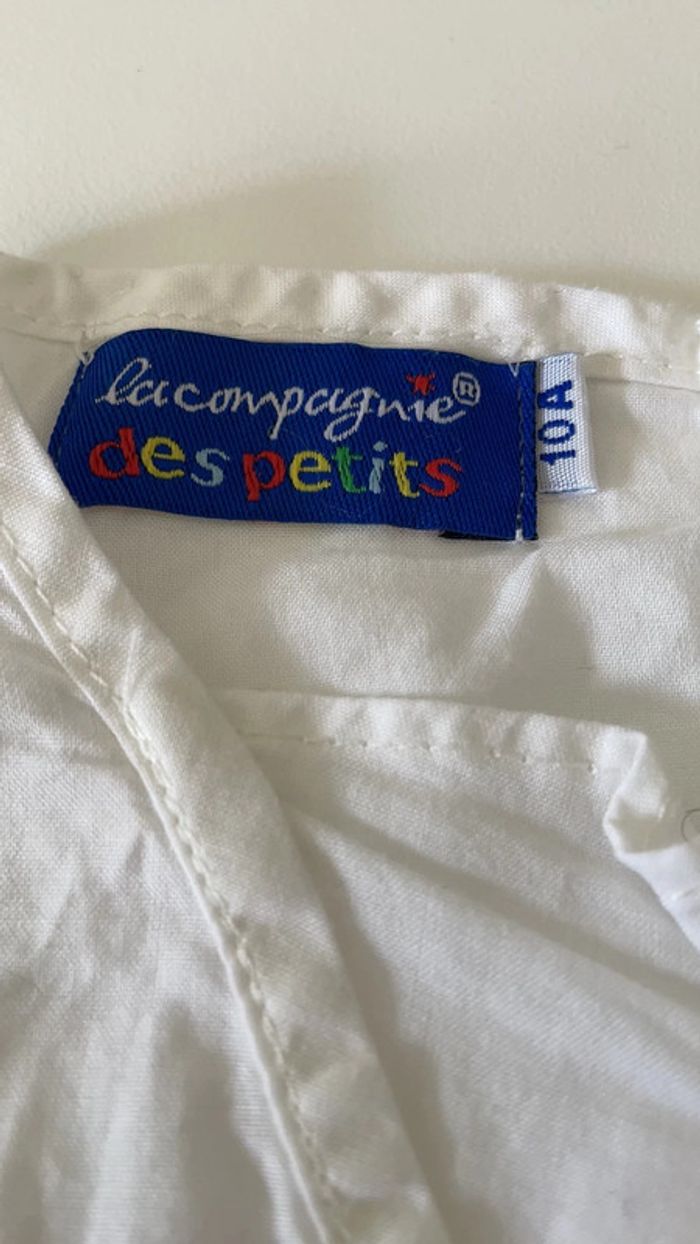 lacompagnie®
des petits
10A